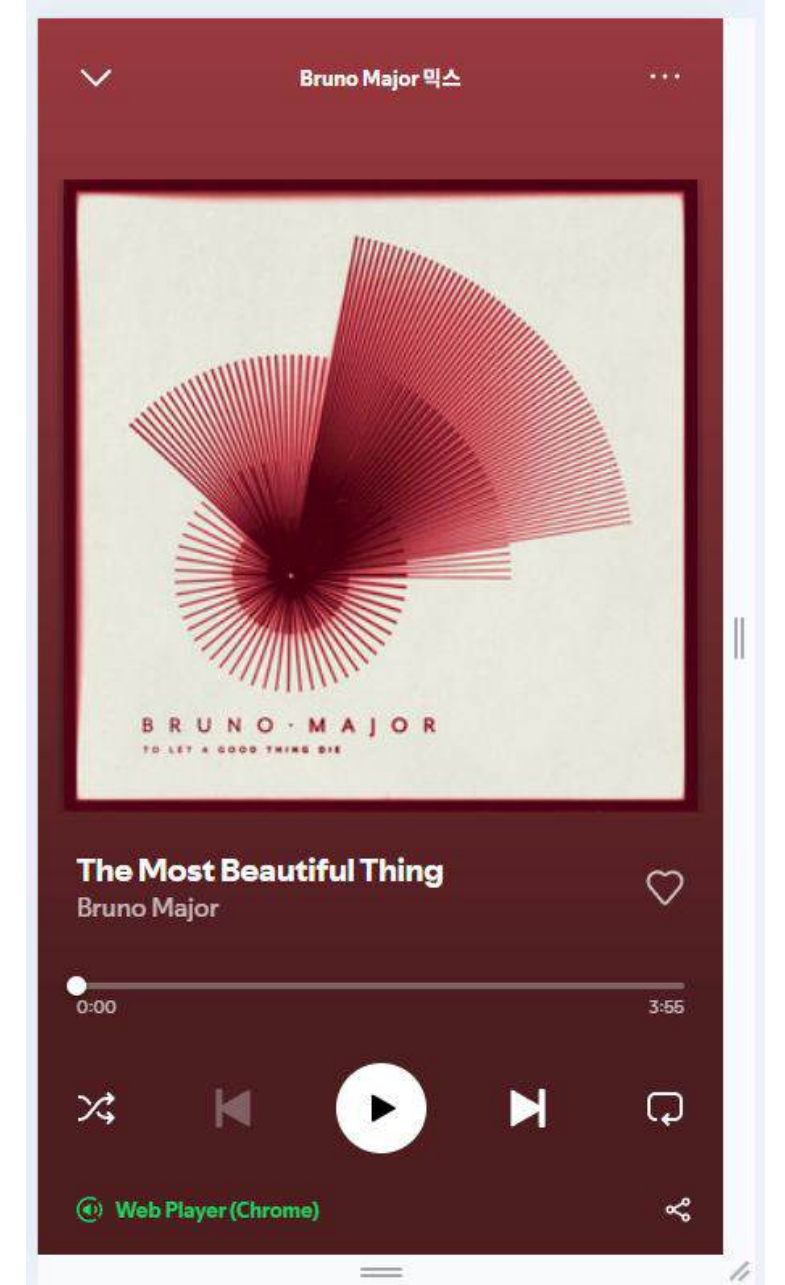 Bruno Major 믹스
BRUNO · MAJOR
TO LET A GOOD THING DIE
The Most Beautiful Thing
Bruno Major
0:00
3:55
Web Player (Chrome)